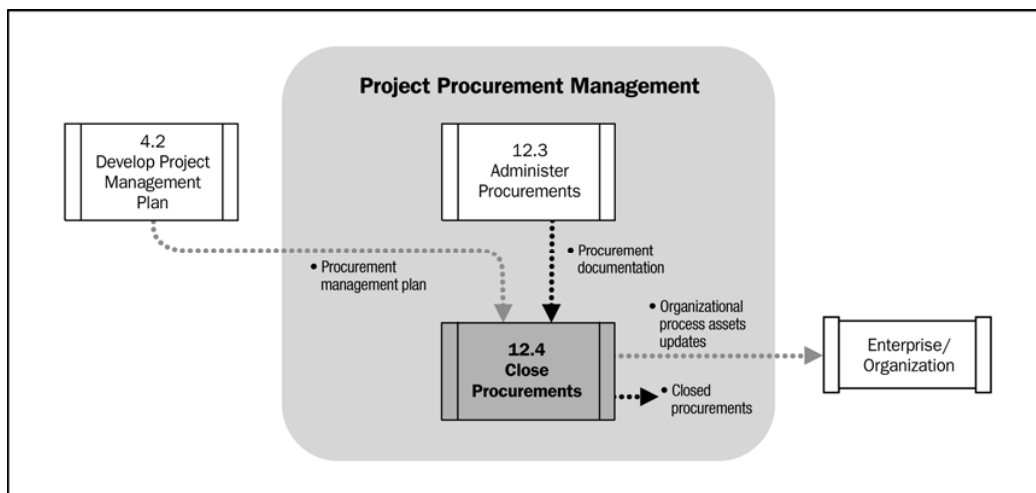 Project Procurement Management
4.2
Develop Project
Management
Plan
12.3
Administer
Procurements
• Procurement
management plan
• Procurement
documentation
12.4
Close
Procurements
• Organizational
process assets
updates
• Closed
procurements
Enterprise/
Organization